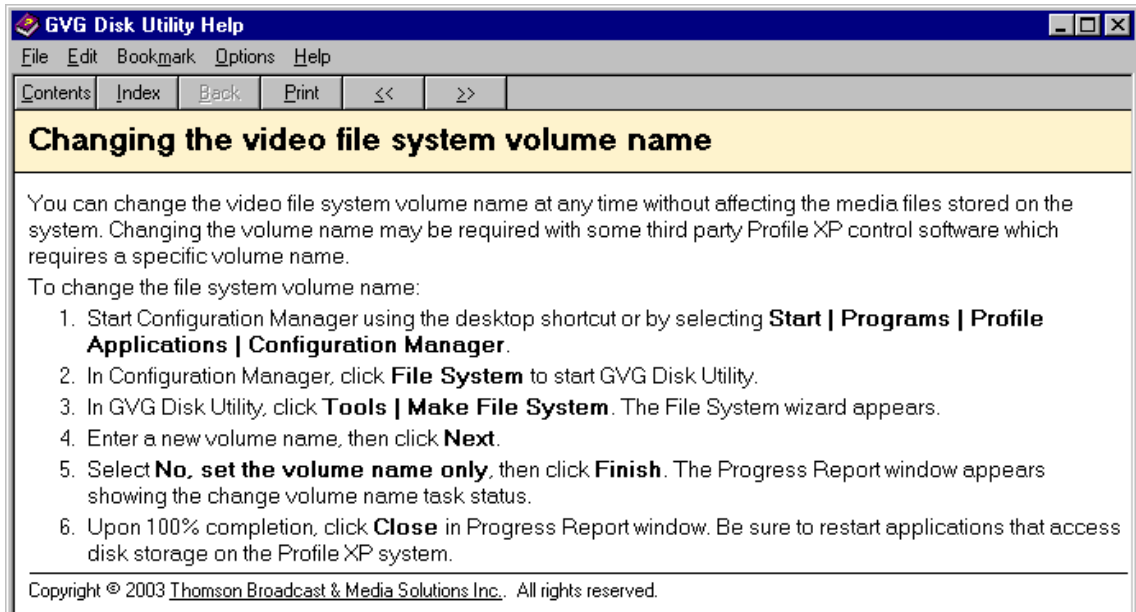 GVG Disk Utility Help
File Edit Bookmark Options Help
Contents Index Back Print << >>
Changing the video file system volume name
You can change the video file system volume name at any time without affecting the media files stored on the
system. Changing the volume name may be required with some third party Profile XP control software which
requires a specific volume name.
To change the file system volume name:
1. Start Configuration Manager using the desktop shortcut or by selecting Start | Programs | Profile
Applications | Configuration Manager.
2. In Configuration Manager, click File System to start GVG Disk Utility.
3. In GVG Disk Utility, click Tools | Make File System. The File System wizard appears.
4. Enter a new volume name, then click Next.
5. Select No, set the volume name only, then click Finish. The Progress Report window appears
showing the change volume name task status.
6. Upon 100% completion, click Close in Progress Report window. Be sure to restart applications that access
disk storage on the Profile XP system.
Copyright © 2003 Thomson Broadcast & Media Solutions Inc.. All rights reserved.